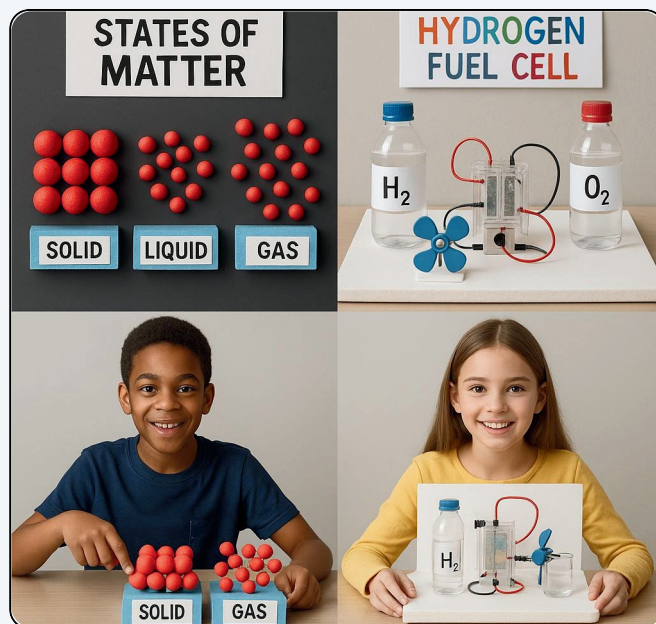 STATES OF
MATTER
SOLID
LIQUID
GAS
HYDROGEN
FUEL CELL
H₂
O₂
SOLID
GAS
H₂